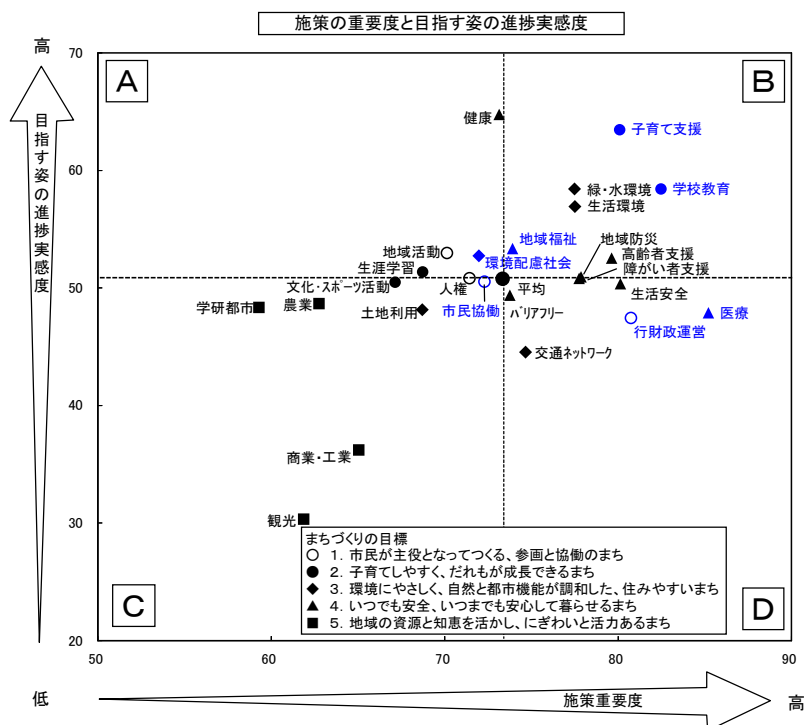 施策の重要度と目指す姿の進捗実感度
高
目指す姿の進捗実感度
低
70
60
50
40
30
20
A
B
健康
子育て支援
緑・水環境
学校教育
生活環境
地域活動
地域福祉
地域防災
環境配慮社会
高齢者支援
生涯学習
障がい者支援
文化・スポーツ活動
人権
平均
学研都市
農業
土地利用
市民協働
バリアフリー
生活安全
医療
行財政運営
交通ネットワーク
商業・工業
観光
まちづくりの目標
○ 1. 市民が主役となってつくる、参画と協働のまち
● 2. 子育てしやすく、だれもが成長できるまち
◆ 3. 環境にやさしく、自然と都市機能が調和した、住みやすいまち
▲ 4. いつでも安全、いつまでも安心して暮らせるまち
■ 5. 地域の資源と知恵を活かし、にぎわいと活力あるまち
C
D
50
60
70
80
90
施策重要度
高